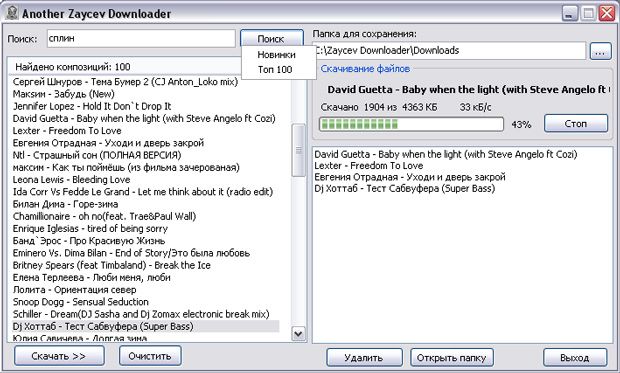 Another Zaycev Downloader
Поиск: сплин Поиск
Новинки
Топ 100
Найдено композиций: 100
Сергей Шнуров - Тема Бумер 2 (CJ Anton_Loko mix)
Макsим - Забудь (New)
Jennifer Lopez - Hold It Don`t Drop It
David Guetta - Baby when the light (with Steve Angelo ft Cozi)
Lexter - Freedom To Love
Евгения Отрадная - Уходи и дверь закрой
Ntl - Страшный сон (ПОЛНАЯ ВЕРСИЯ)
максим - Как ты поймёшь (из фильма зачерованая)
Leona Lewis - Bleeding Love
Ida Corr Vs Fedde Le Grand - Let me think about it (radio edit)
Билан Дима - Горе-зима
Chamillionaire - oh no(feat. Trae&Paul Wall)
Enrique Iglesias - tired of being sorry
Банд`Эрос - Про Красивую Жизнь
Eminero Vs. Dima Bilan - End of Story/Это была любовь
Britney Spears (feat Timbaland) - Break the Ice
Елена Терлеева - Люби меня, люби
Лолита - Ориентация север
Snoop Dogg - Sensual Seduction
Schiller - Dream(DJ Sasha and Dj Zomax electronic break mix)
Dj Хоттаб - Тест Сабвуфера (Super Bass)
Юлия Савичева - Долгая зима
Скачать >> Очистить
Папка для сохранения:
C:\Zaycev Downloader\Downloads ...
Скачивание файлов
David Guetta - Baby when the light (with Steve Angelo ft
Скачано 1904 из 4363 КБ 33 кБ/с
43% Стоп
David Guetta - Baby when the light (with Steve Angelo ft Cozi)
Lexter - Freedom To Love
Евгения Отрадная - Уходи и дверь закрой
Dj Хоттаб - Тест Сабвуфера (Super Bass)
Удалить Открыть папку Выход